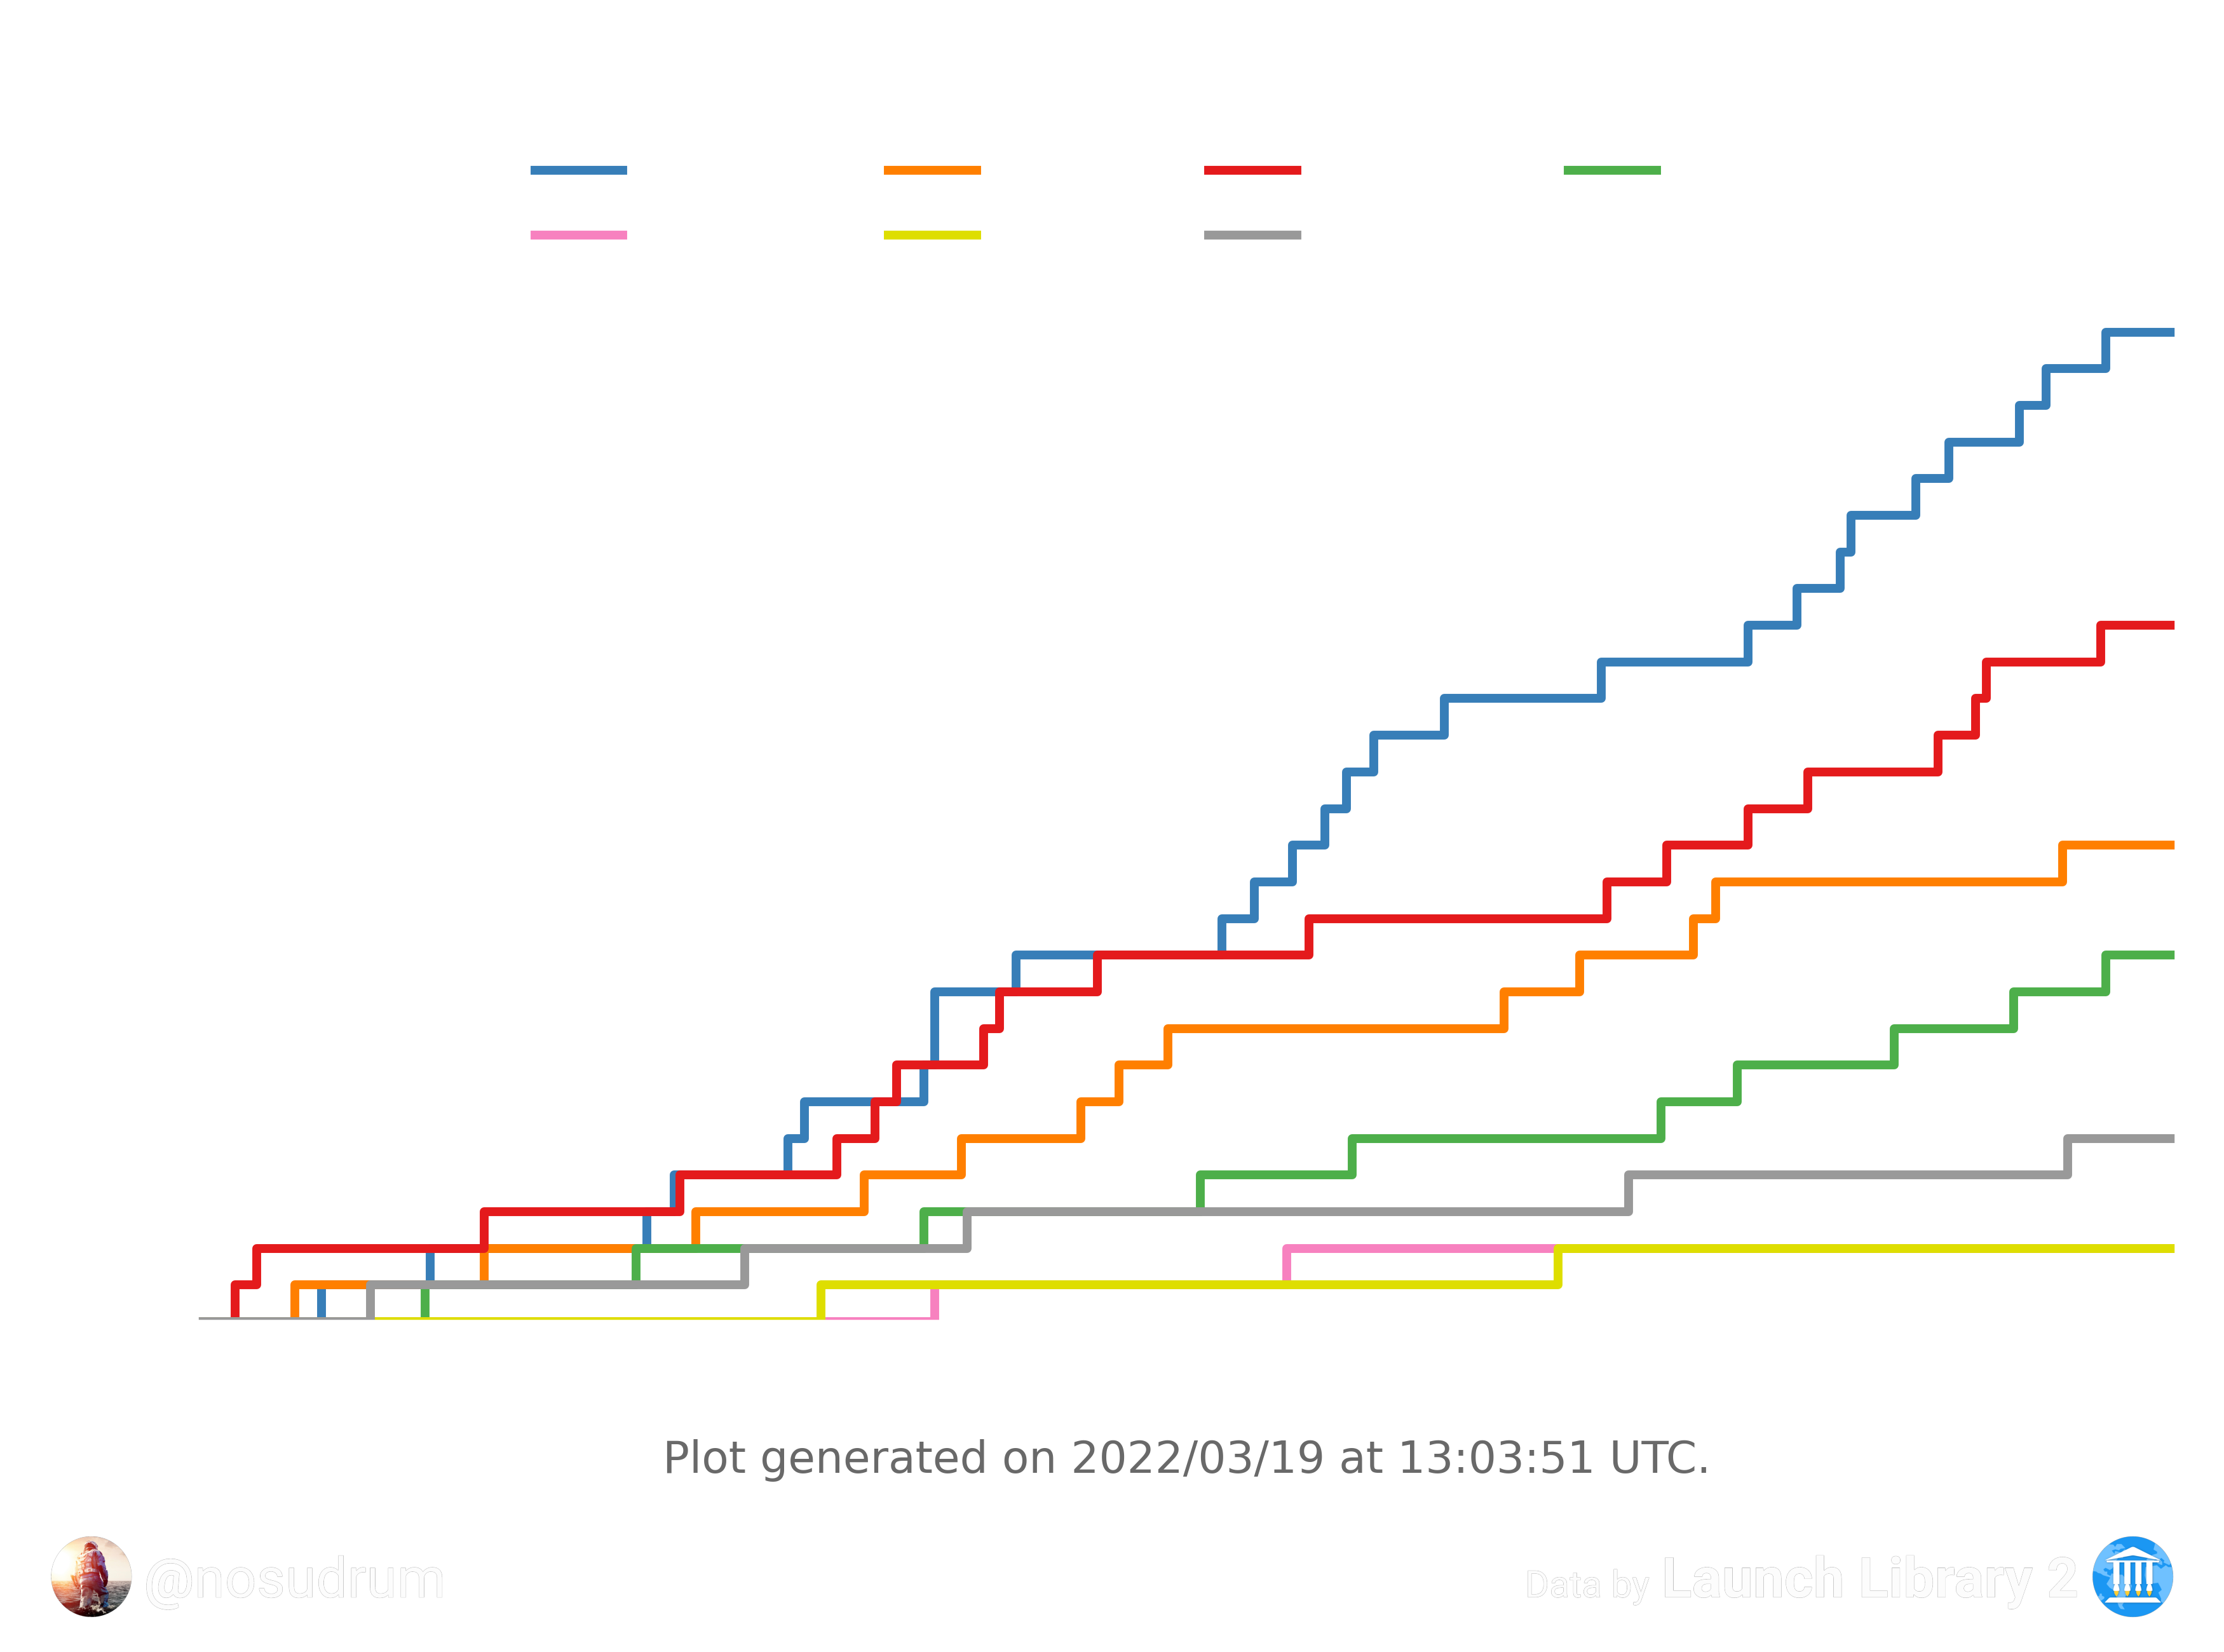 Plot generated on 2022/03/19 at 13:03:51 UTC.
@nosudrum
Data by Launch Library 2